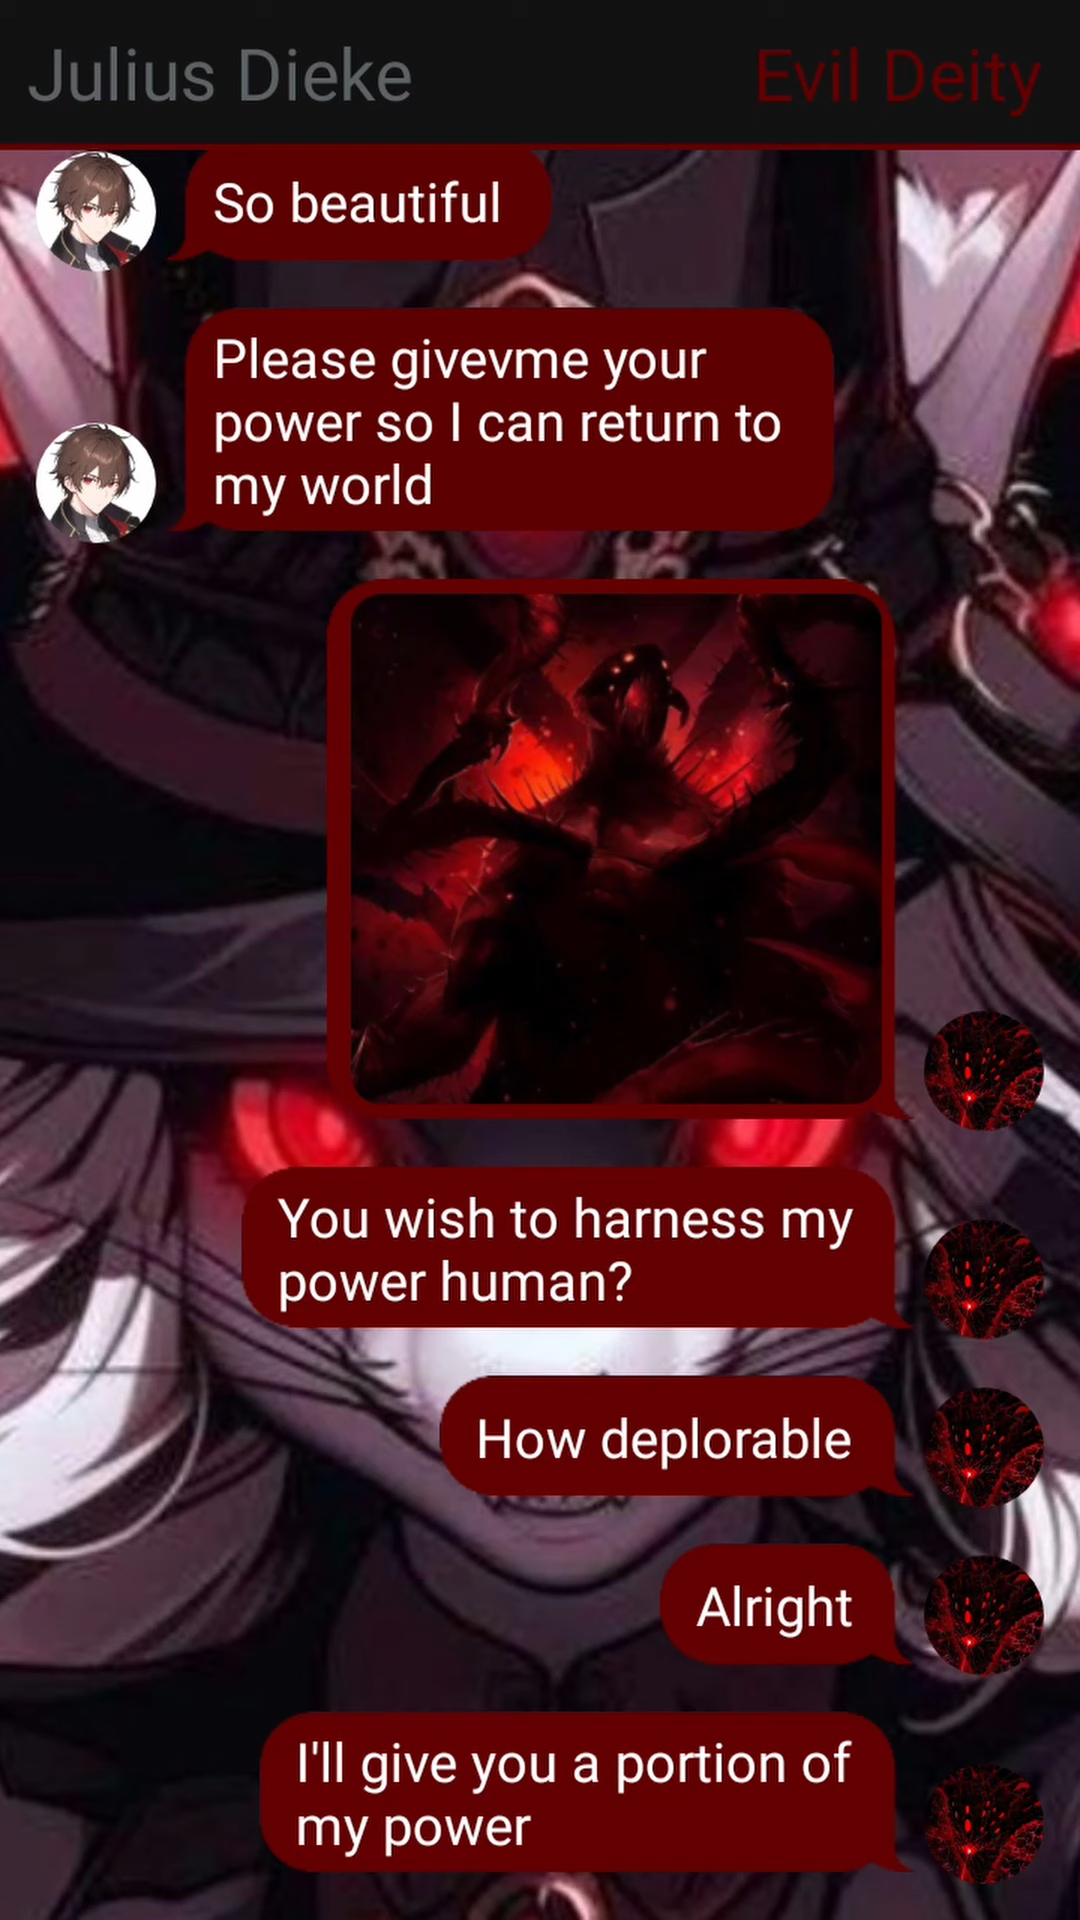 Julius Dieke
Evil Deity
So beautiful
Please givevme your
power so I can return to
my world
You wish to harness my
power human?
How deplorable
Alright
I'll give you a portion of
my power